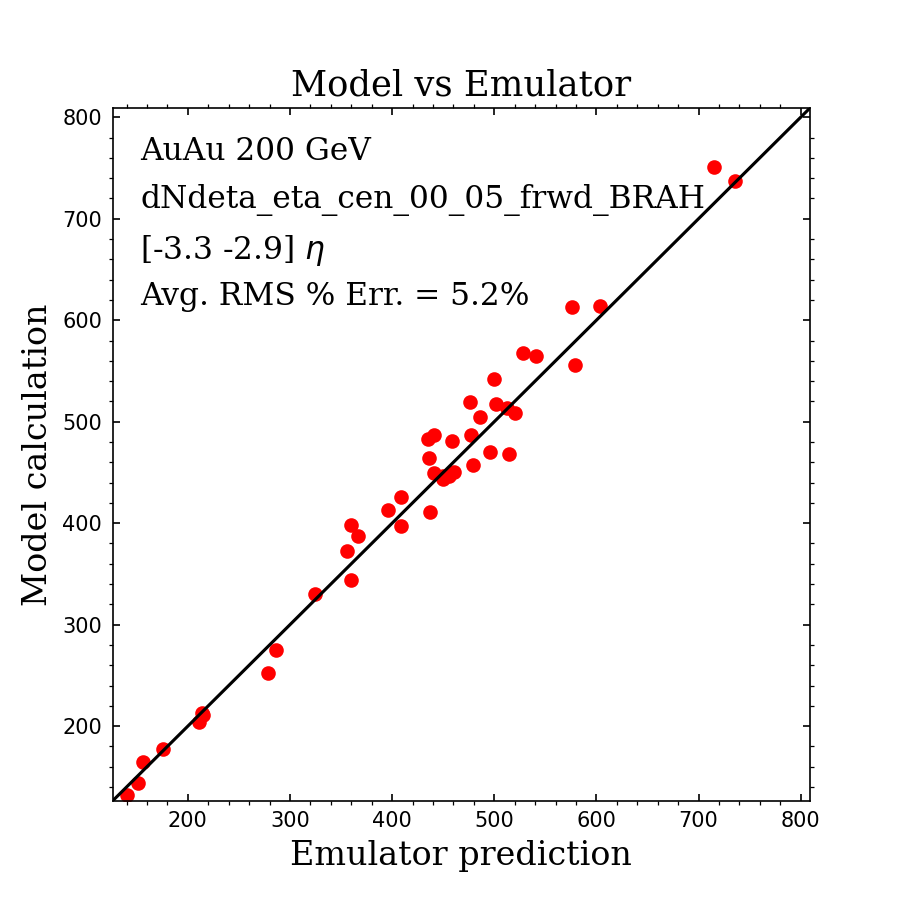 Model vs Emulator
AuAu 200 GeV
dNdeta_eta_cen_00_05_frwd_BRAH
[-3.3 -2.9] η
Avg. RMS % Err. = 5.2%
Model calculation
800
700
600
500
400
300
200
200 300 400 500 600 700 800
Emulator prediction